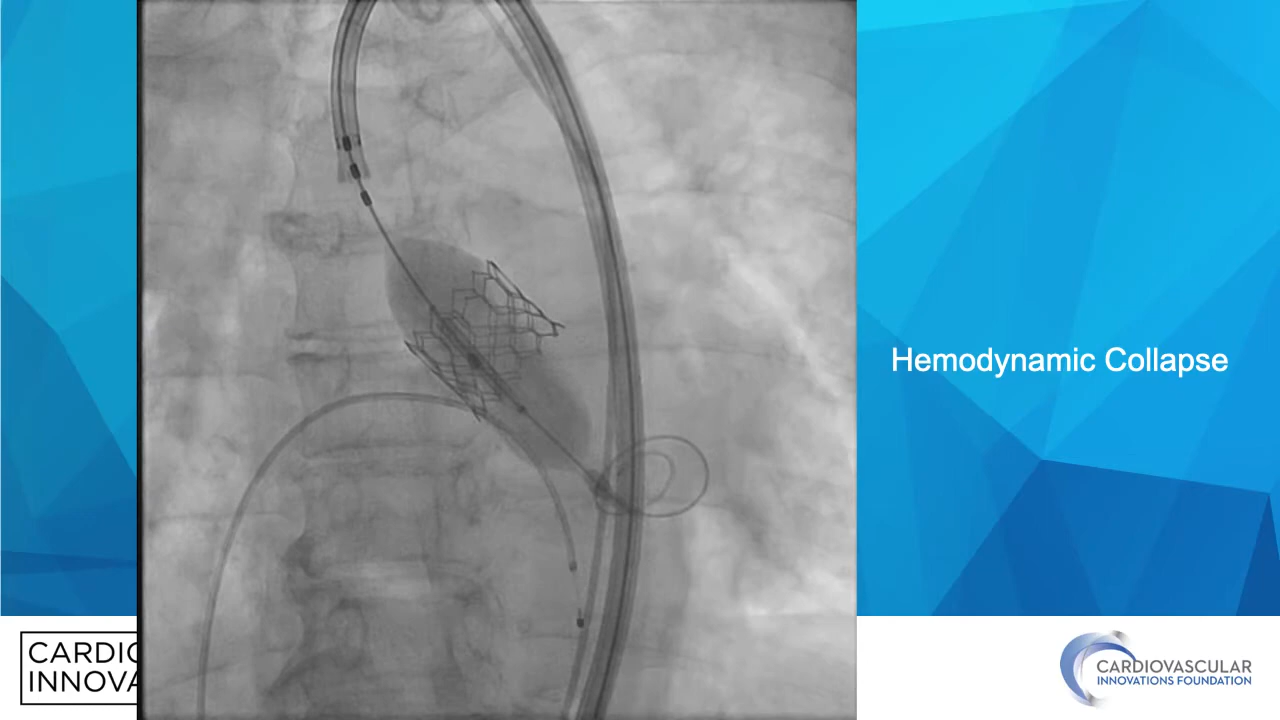 Hemodynamic Collapse
CARDIO
INNOVA
CARDIOVASCULAR
INNOVATIONS FOUNDATION